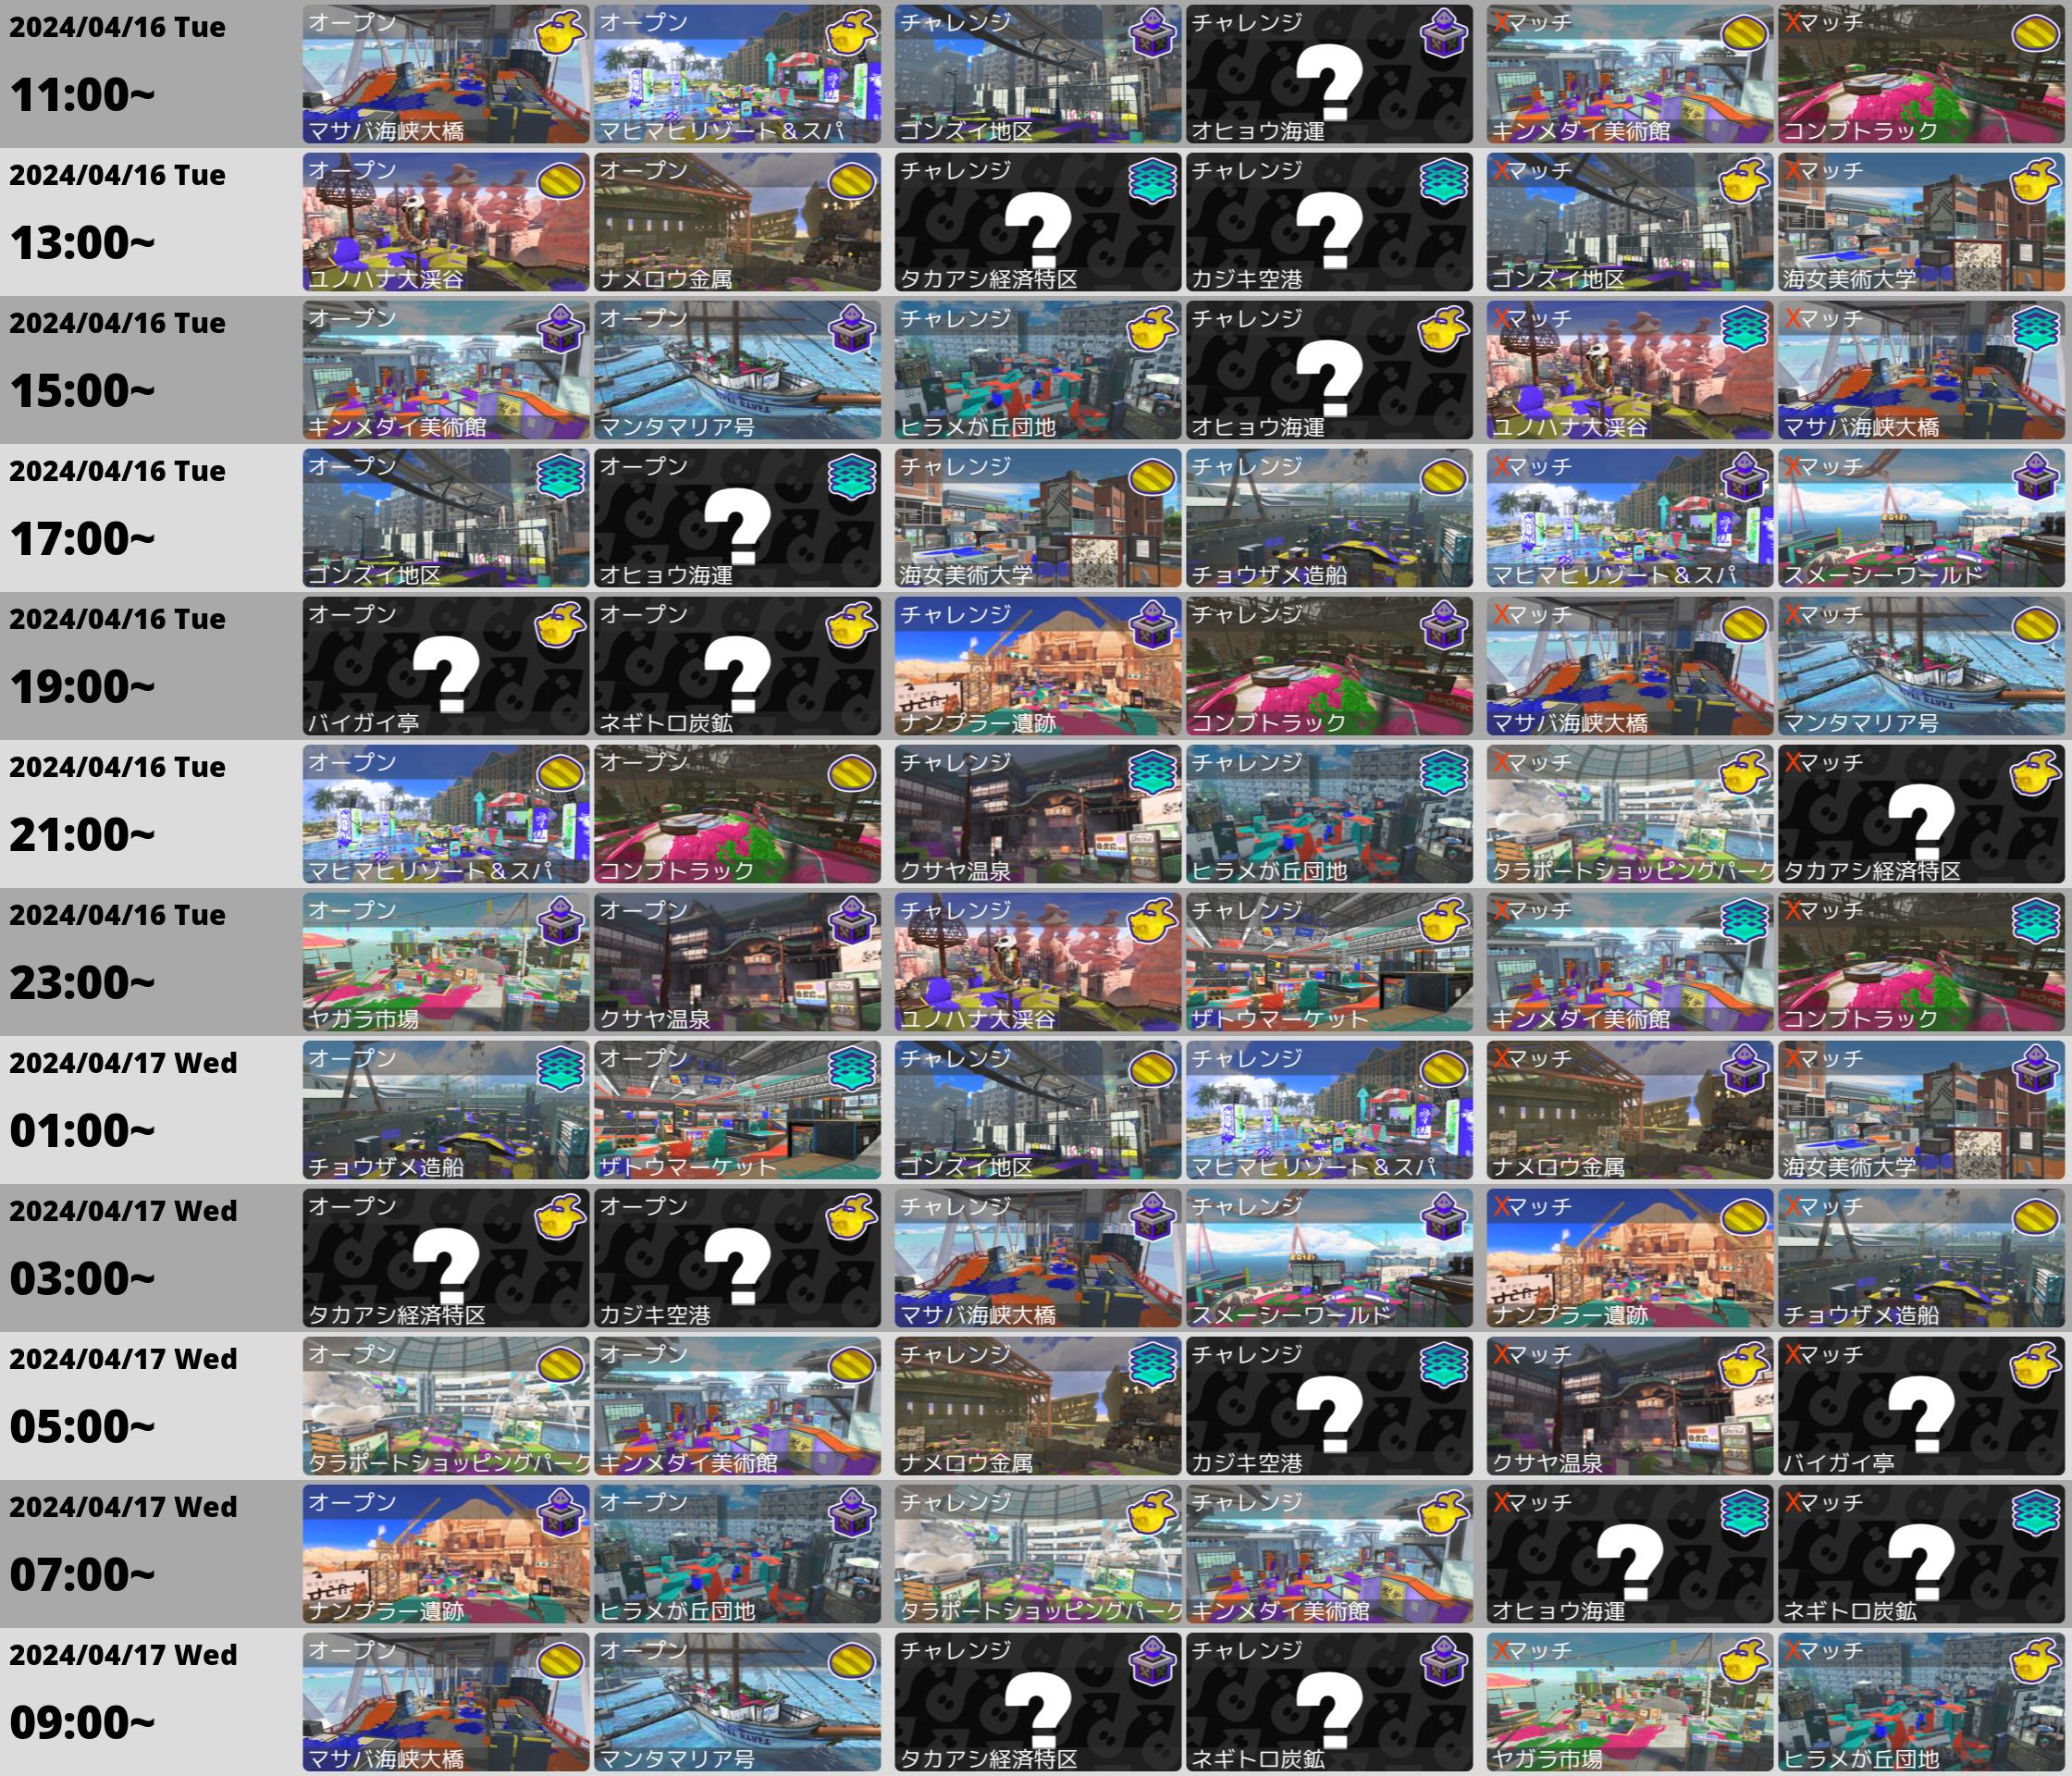 2024/04/16 Tue
11:00~
オープン オープン チャレンジ チャレンジ Xマッチ Xマッチ
マサバ海峡大橋 マヒマヒリゾート&スパ ゴンズイ地区 オヒョウ海運 キンメダイ美術館 コンブトラック
2024/04/16 Tue
13:00~
オープン オープン チャレンジ チャレンジ Xマッチ Xマッチ
ユノハナ大渓谷 ナメロウ金属 タカアシ経済特区 カジキ空港 ゴンズイ地区 海女美術大学
2024/04/16 Tue
15:00~
オープン オープン チャレンジ チャレンジ Xマッチ Xマッチ
キンメダイ美術館 マンタマリア号 ヒラメが丘団地 オヒョウ海運 ユノハナ大渓谷 マサバ海峡大橋
2024/04/16 Tue
17:00~
オープン オープン チャレンジ チャレンジ Xマッチ Xマッチ
ゴンズイ地区 オヒョウ海運 海女美術大学 チョウザメ造船 マヒマヒリゾート&スパ スメーシーワールド
2024/04/16 Tue
19:00~
オープン オープン チャレンジ チャレンジ Xマッチ Xマッチ
バイガイ亭 ネギトロ炭鉱 ナンプラー遺跡 コンブトラック マサバ海峡大橋 マンタマリア号
2024/04/16 Tue
21:00~
オープン オープン チャレンジ チャレンジ Xマッチ Xマッチ
マヒマヒリゾート&スパ コンブトラック クサヤ温泉 ヒラメが丘団地 タラポートショッピングパーク タカアシ経済特区
2024/04/16 Tue
23:00~
オープン オープン チャレンジ チャレンジ Xマッチ Xマッチ
ヤガラ市場 クサヤ温泉 ユノハナ大渓谷 ザトウマーケット キンメダイ美術館 コンブトラック
2024/04/17 Wed
01:00~
オープン オープン チャレンジ チャレンジ Xマッチ Xマッチ
チョウザメ造船 ザトウマーケット ゴンズイ地区 マヒマヒリゾート&スパ ナメロウ金属 海女美術大学
2024/04/17 Wed
03:00~
オープン オープン チャレンジ チャレンジ Xマッチ Xマッチ
タカアシ経済特区 カジキ空港 マサバ海峡大橋 スメーシーワールド ナンプラー遺跡 チョウザメ造船
2024/04/17 Wed
05:00~
オープン オープン チャレンジ チャレンジ Xマッチ Xマッチ
タラポートショッピングパーク キンメダイ美術館 ナメロウ金属 カジキ空港 クサヤ温泉 バイガイ亭
2024/04/17 Wed
07:00~
オープン オープン チャレンジ チャレンジ Xマッチ Xマッチ
ナンプラー遺跡 ヒラメが丘団地 タラポートショッピングパーク キンメダイ美術館 オヒョウ海運 ネギトロ炭鉱
2024/04/17 Wed
09:00~
オープン オープン チャレンジ チャレンジ Xマッチ Xマッチ
マサバ海峡大橋 マンタマリア号 タカアシ経済特区 ネギトロ炭鉱 ヤガラ市場 ヒラメが丘団地